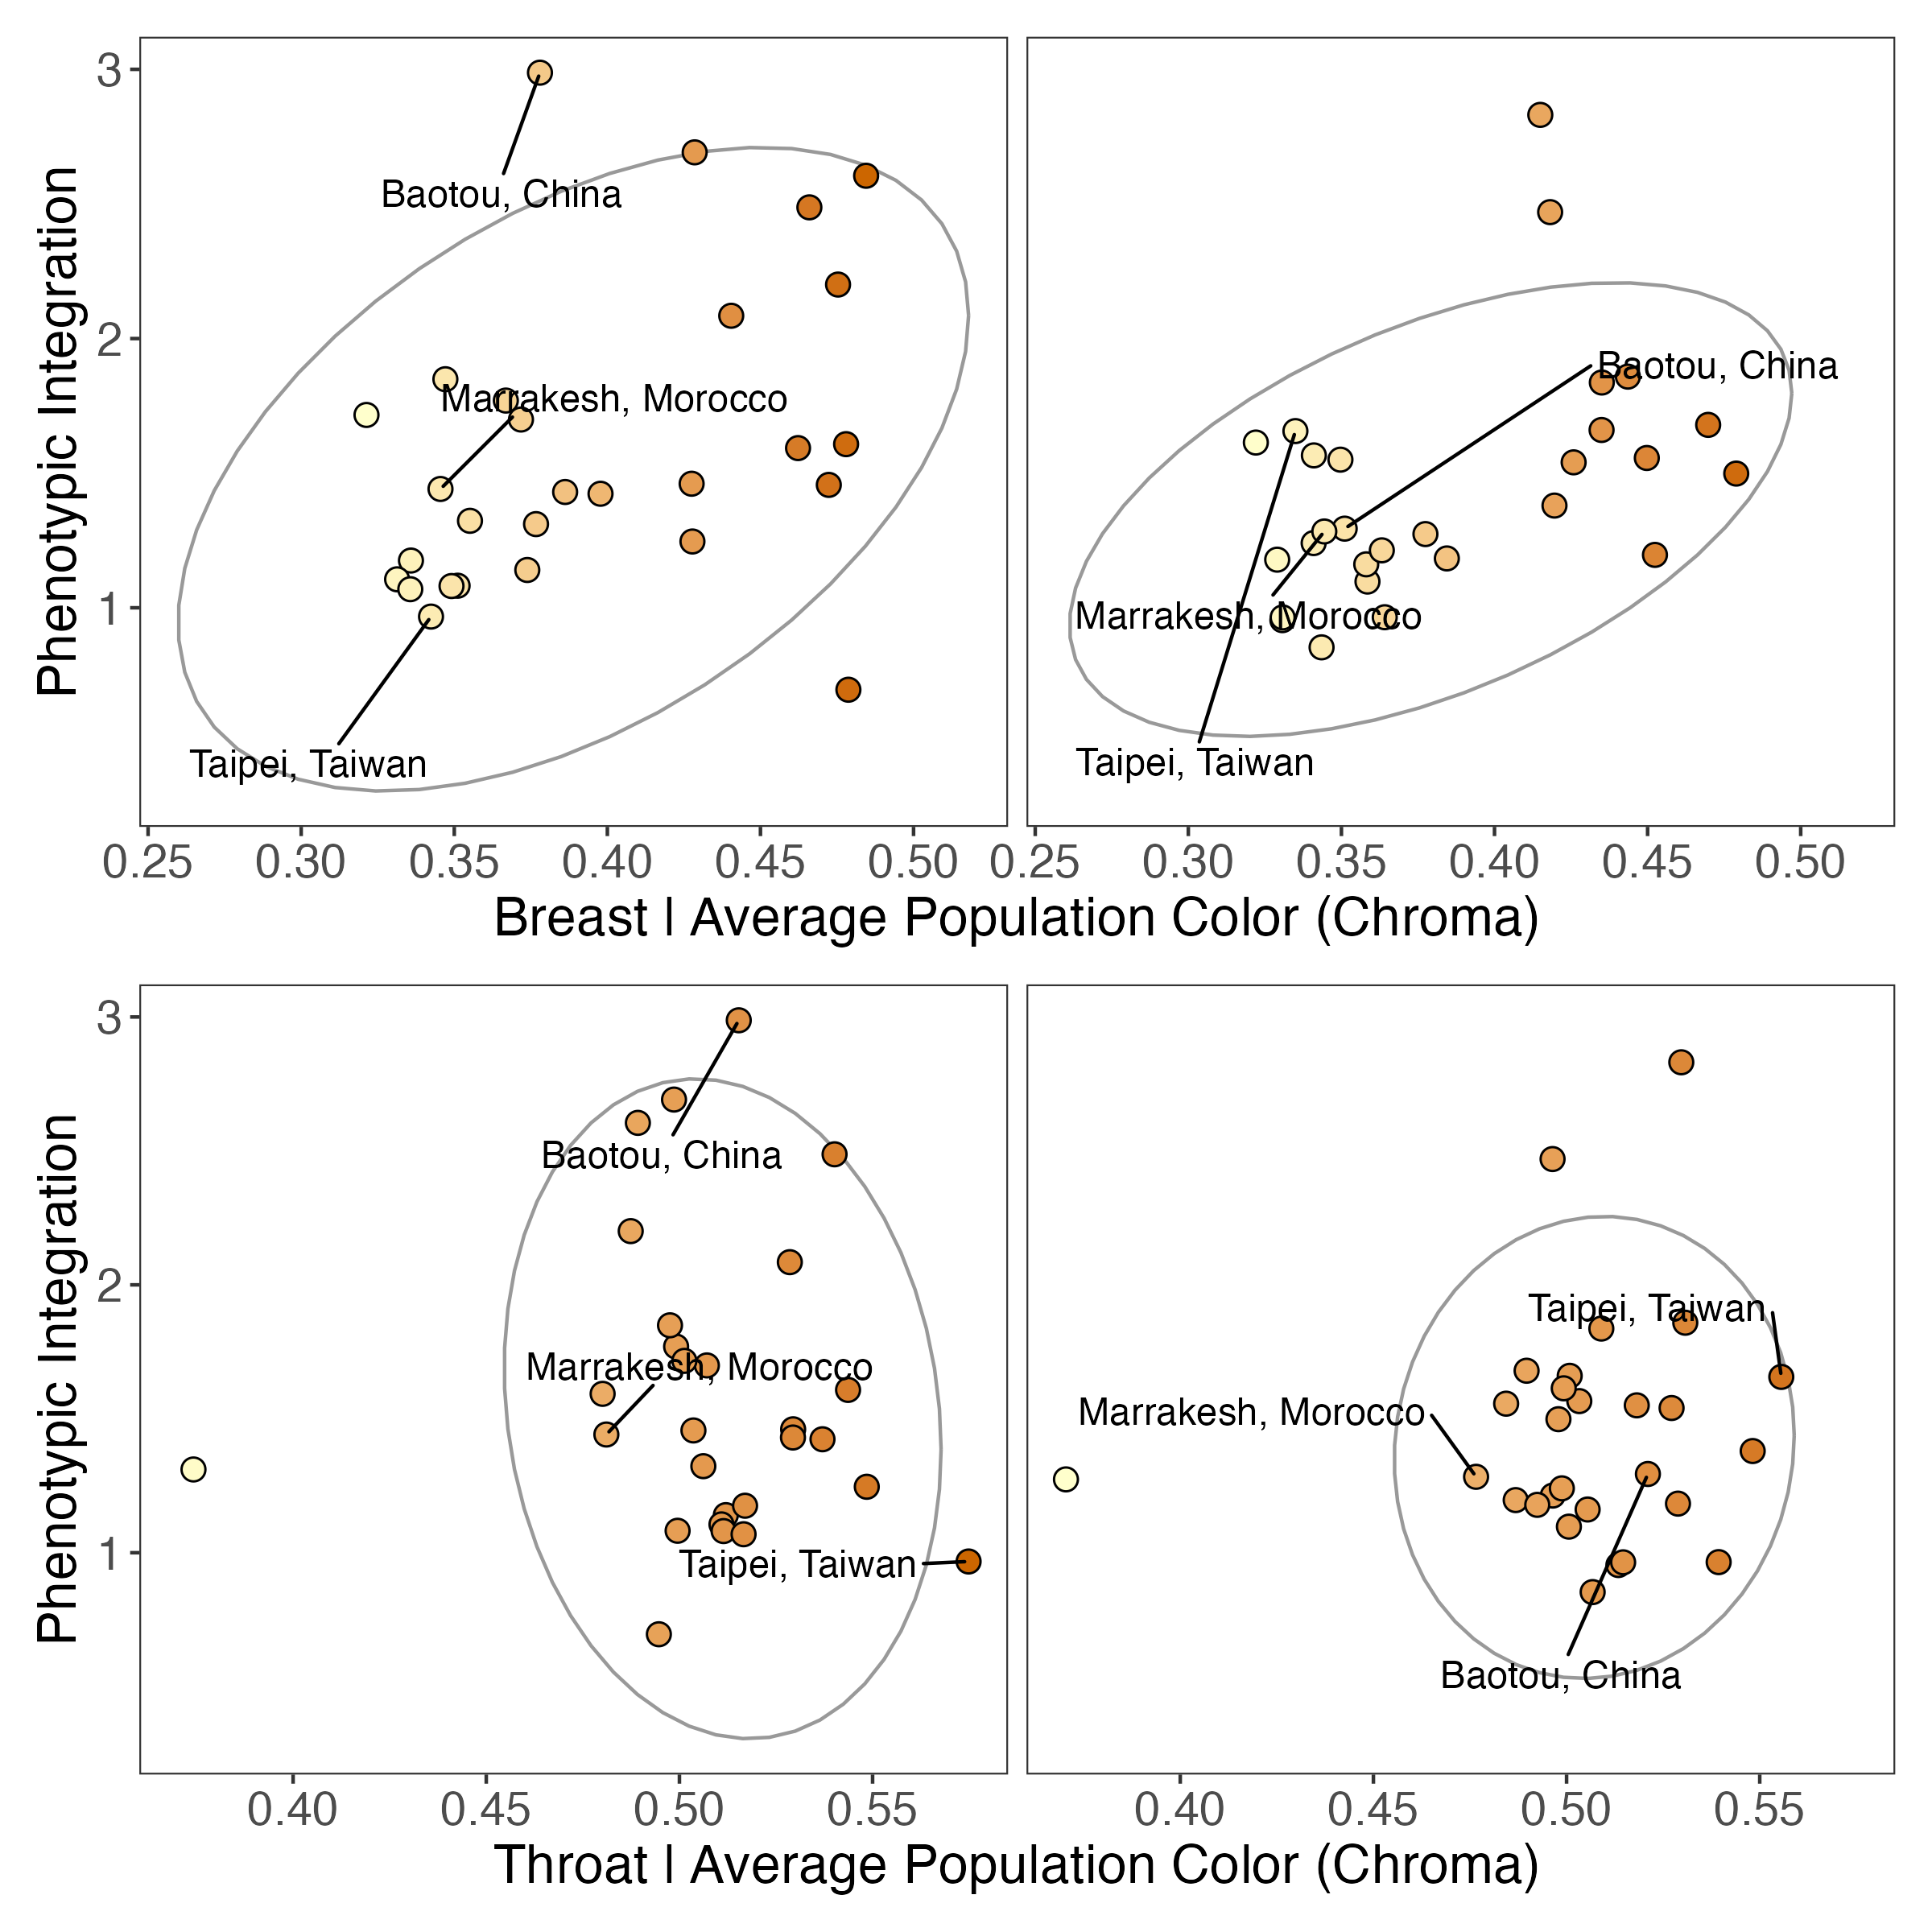 Phenotypic Integration
3
2
1
Baotou, China
Marrakesh, Morocco
Taipei, Taiwan
Baotou, China
Marrakesh, Morocco
Taipei, Taiwan
0.25 0.30 0.35 0.40 0.45 0.50 0.25 0.30 0.35 0.40 0.45 0.50
Breast | Average Population Color (Chroma)
Phenotypic Integration
3
2
1
Baotou, China
Marrakesh, Morocco
Taipei, Taiwan
Taipei, Taiwan
Marrakesh, Morocco
Baotou, China
0.40 0.45 0.50 0.55 0.40 0.45 0.50 0.55
Throat | Average Population Color (Chroma)